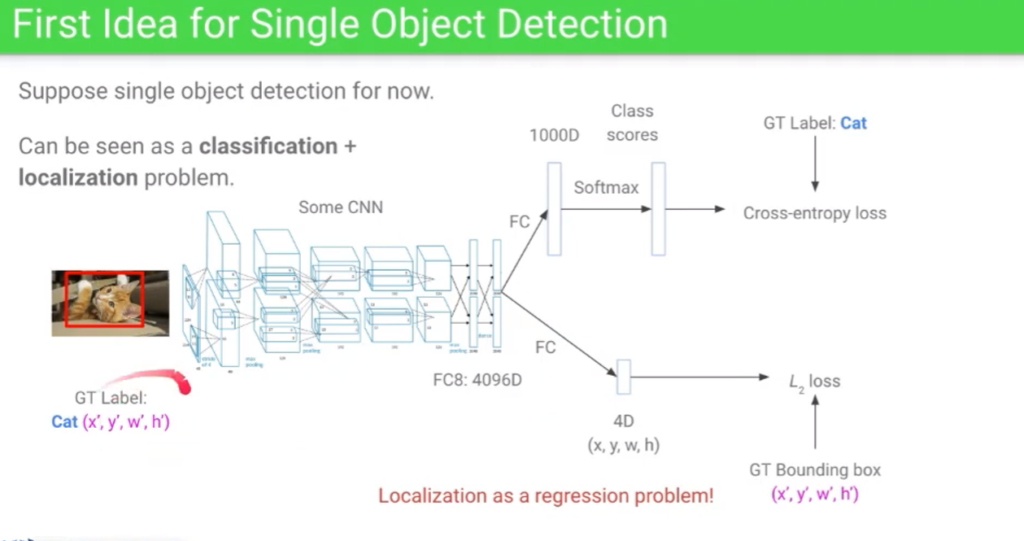 First Idea for Single Object Detection
Suppose single object detection for now.
Can be seen as a classification +
localization problem.
Some CNN
1000D
Class
scores
GT Label: Cat
Softmax
FC
Cross-entropy loss
FC
FC8: 4096D
GT Label:
Cat (x′, y′, w′, h′)
4D
(x, y, w, h)
L2 loss
GT Bounding box
(x′, y′, w′, h′)
Localization as a regression problem!